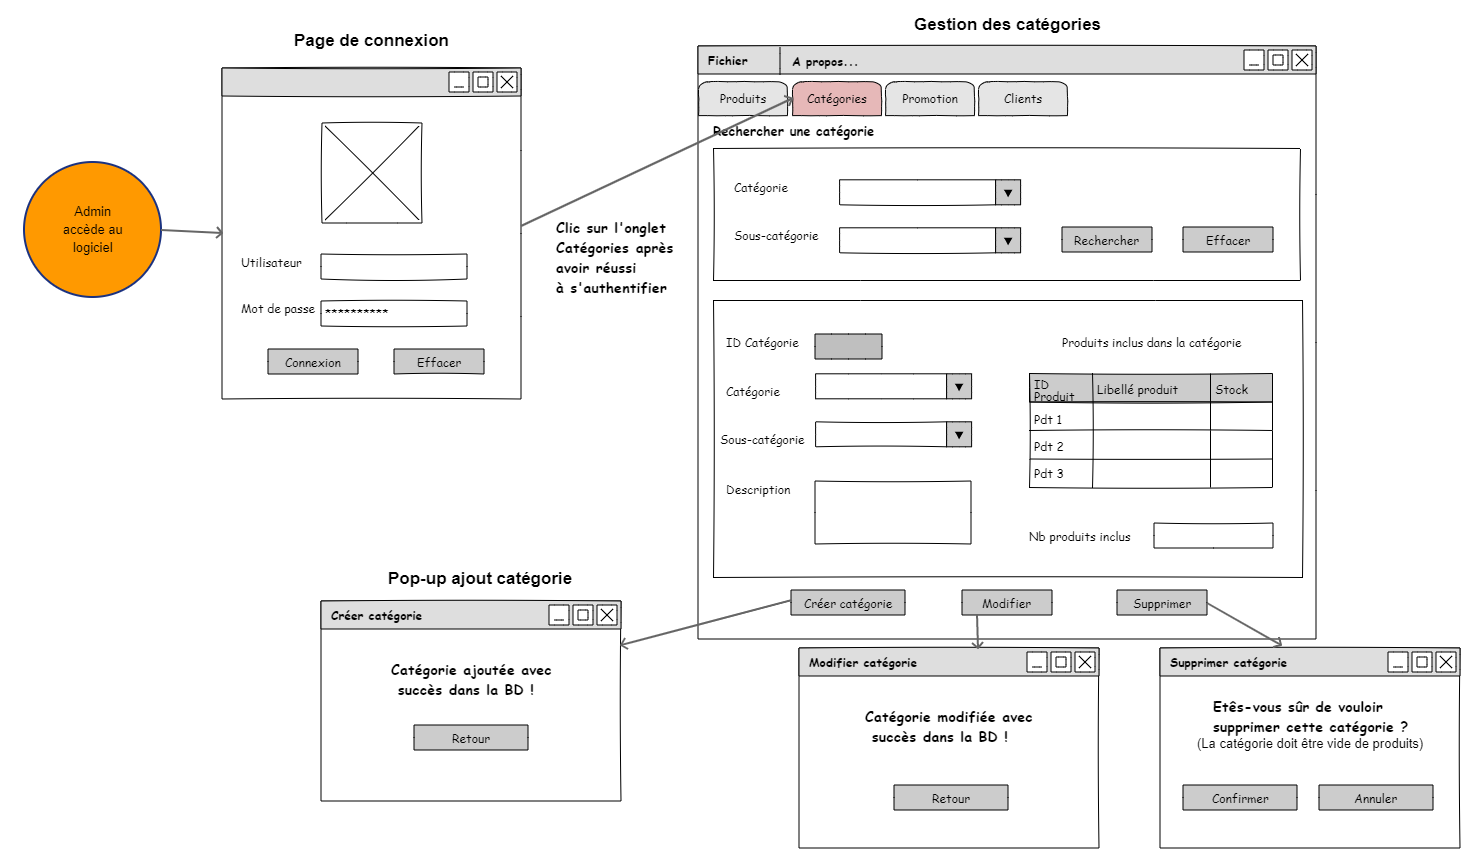 Gestion des catégories
Page de connexion
Fichier
A propos...
Produits
Catégories
Promotion
Clients
Rechercher une catégorie
Catégorie
Sous-catégorie
Rechercher
Effacer
Admin
accède au
logiciel
Clic sur l'onglet
Catégories après
avoir réussi
à s'authentifier
Utilisateur
Mot de passe
**********
Connexion
Effacer
ID Catégorie
Catégorie
Sous-catégorie
Description
Produits inclus dans la catégorie
ID
Produit
Libellé produit
Stock
Pdt 1
Pdt 2
Pdt 3
Nb produits inclus
Créer catégorie
Modifier
Supprimer
Pop-up ajout catégorie
Créer catégorie
Catégorie ajoutée avec
succès dans la BD !
Retour
Modifier catégorie
Catégorie modifiée avec
succès dans la BD !
Retour
Supprimer catégorie
Etês-vous sûr de vouloir
supprimer cette catégorie ?
(La catégorie doit être vide de produits)
Confirmer
Annuler